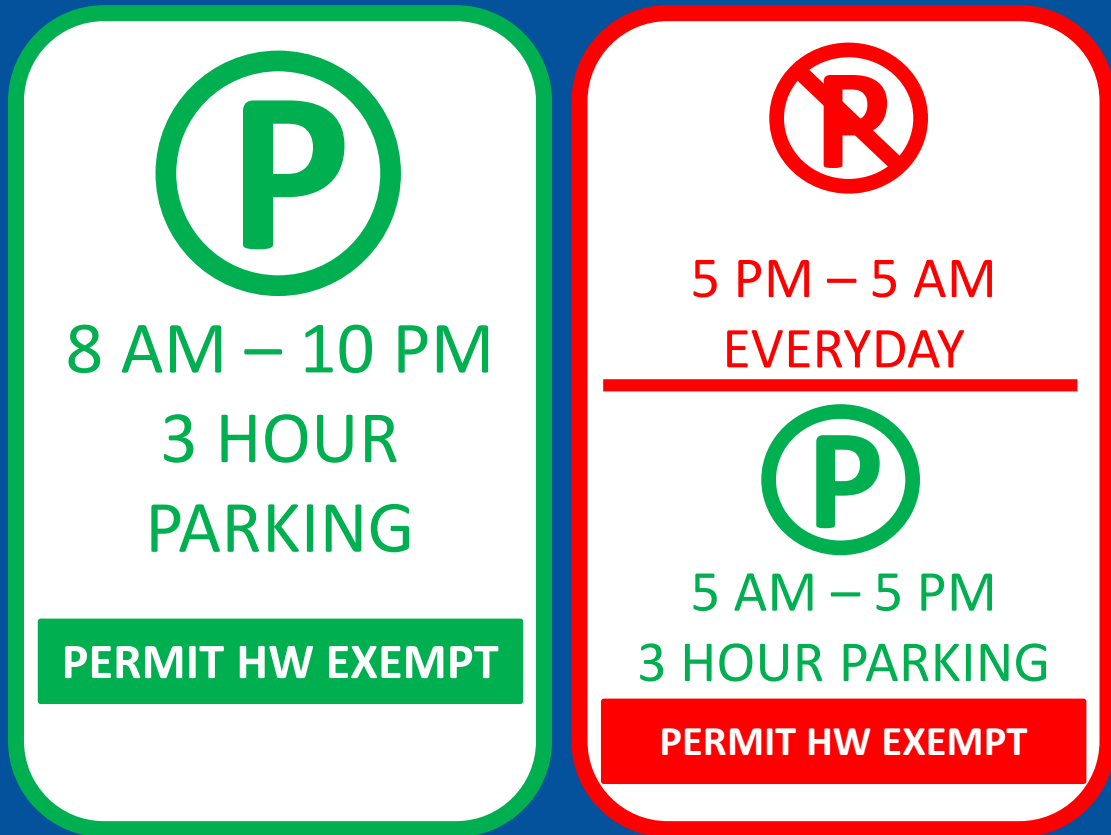 P
8 AM – 10 PM
3 HOUR
PARKING
PERMIT HW EXEMPT
P
5 PM – 5 AM
EVERYDAY
P
5 AM – 5 PM
3 HOUR PARKING
PERMIT HW EXEMPT